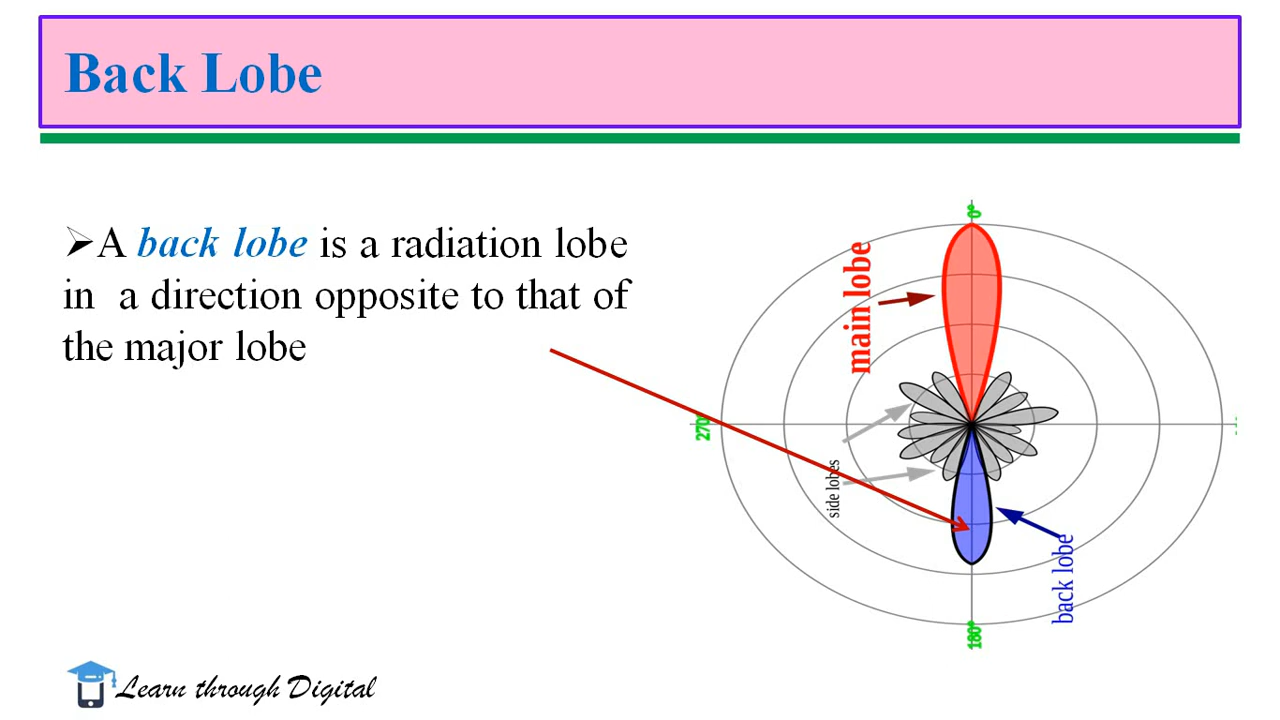 Back Lobe
➢A back lobe is a radiation lobe
in a direction opposite to that of
the major lobe
0°
main lobe
270°
side lobes
back lobe
180°
Learn through Digital